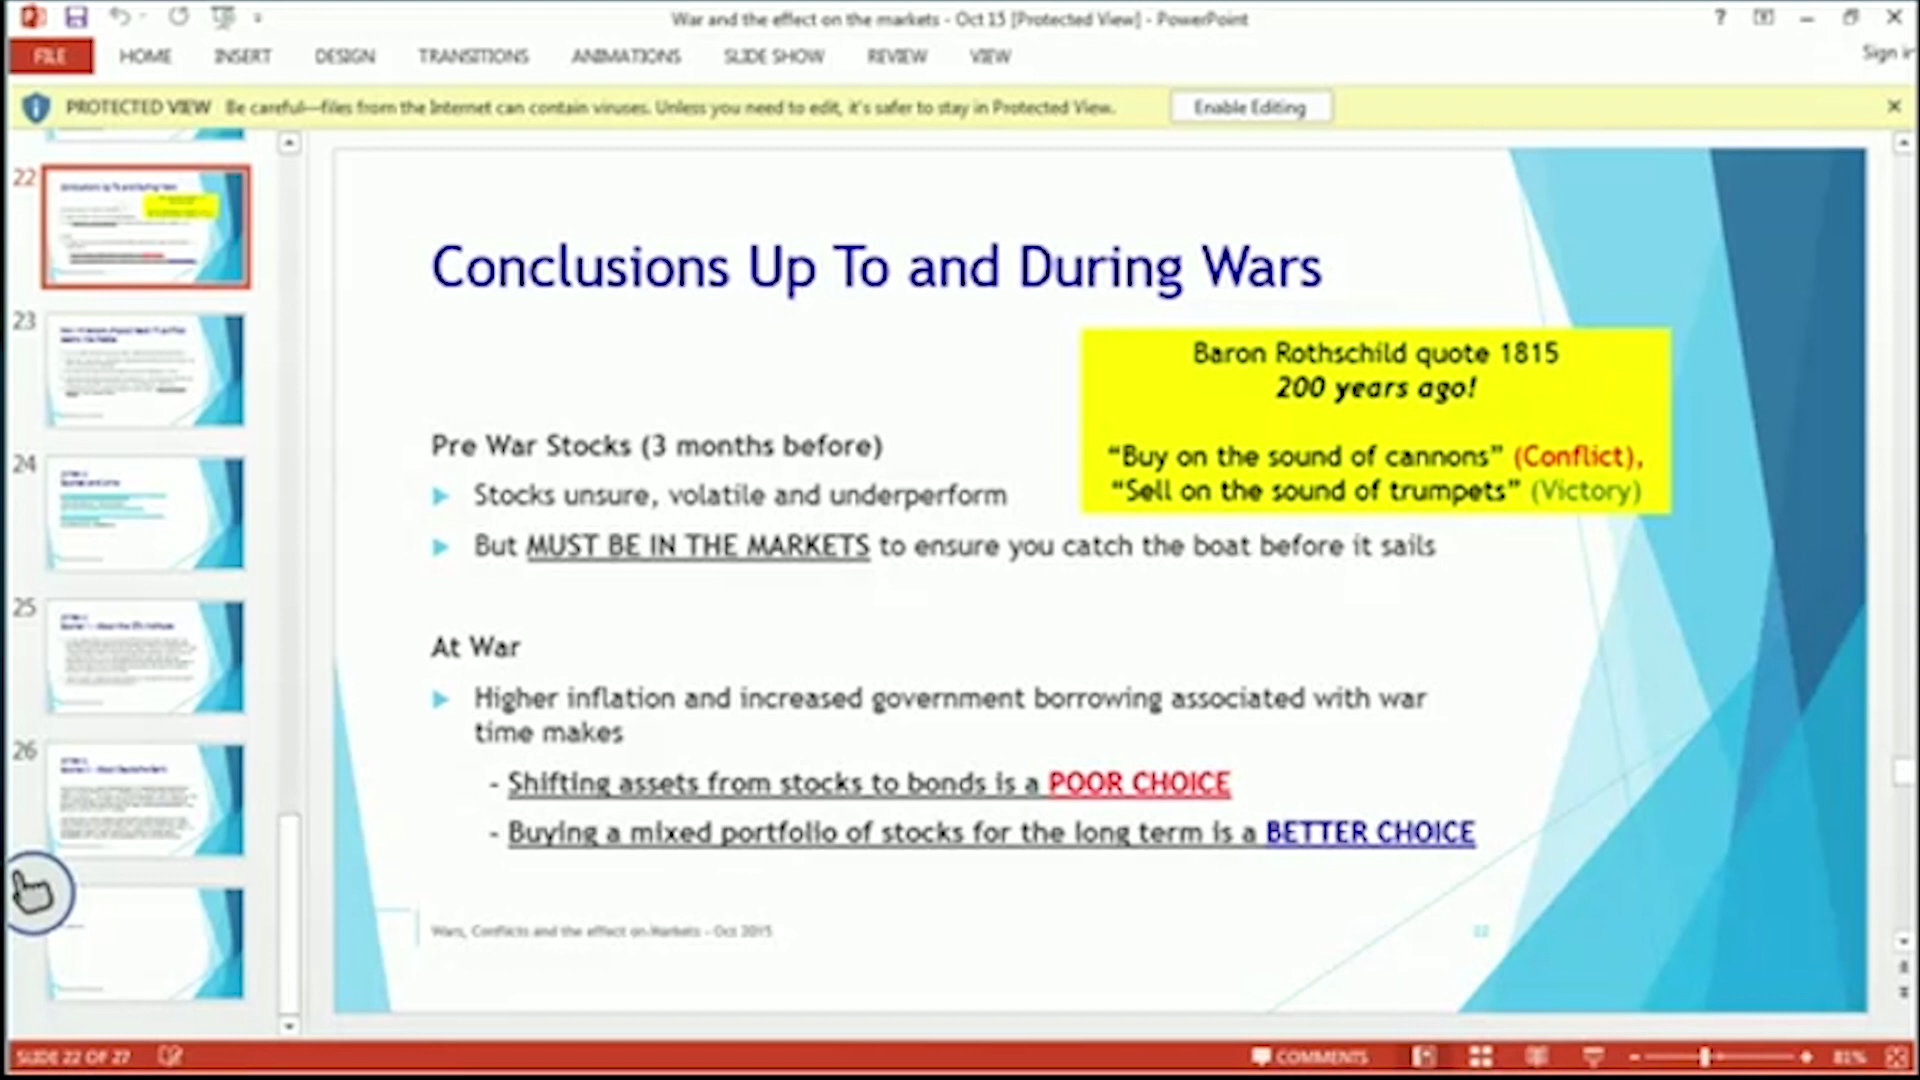 War and the effect on the markets - Oct 15 [Protected View] - PowerPoint
?
FILE HOME INSERT DESIGN TRANSITIONS ANIMATIONS SLIDE SHOW REVIEW VIEW
Sign in
PROTECTED VIEW Be careful—files from the Internet can contain viruses. Unless you need to edit, it's safer to stay in Protected View. Enable Editing
22
23
24
25
26
Conclusions Up To and During Wars
Baron Rothschild quote 1815
200 years ago!
“Buy on the sound of cannons” (Conflict),
“Sell on the sound of trumpets” (Victory)
Pre War Stocks (3 months before)
Stocks unsure, volatile and underperform
But MUST BE IN THE MARKETS to ensure you catch the boat before it sails
At War
Higher inflation and increased government borrowing associated with war
time makes
- Shifting assets from stocks to bonds is a POOR CHOICE
- Buying a mixed portfolio of stocks for the long term is a BETTER CHOICE
Wars, Conflicts and the effect on Markets - Oct 2015
22
SLIDE 22 OF 27
COMMENTS
81%